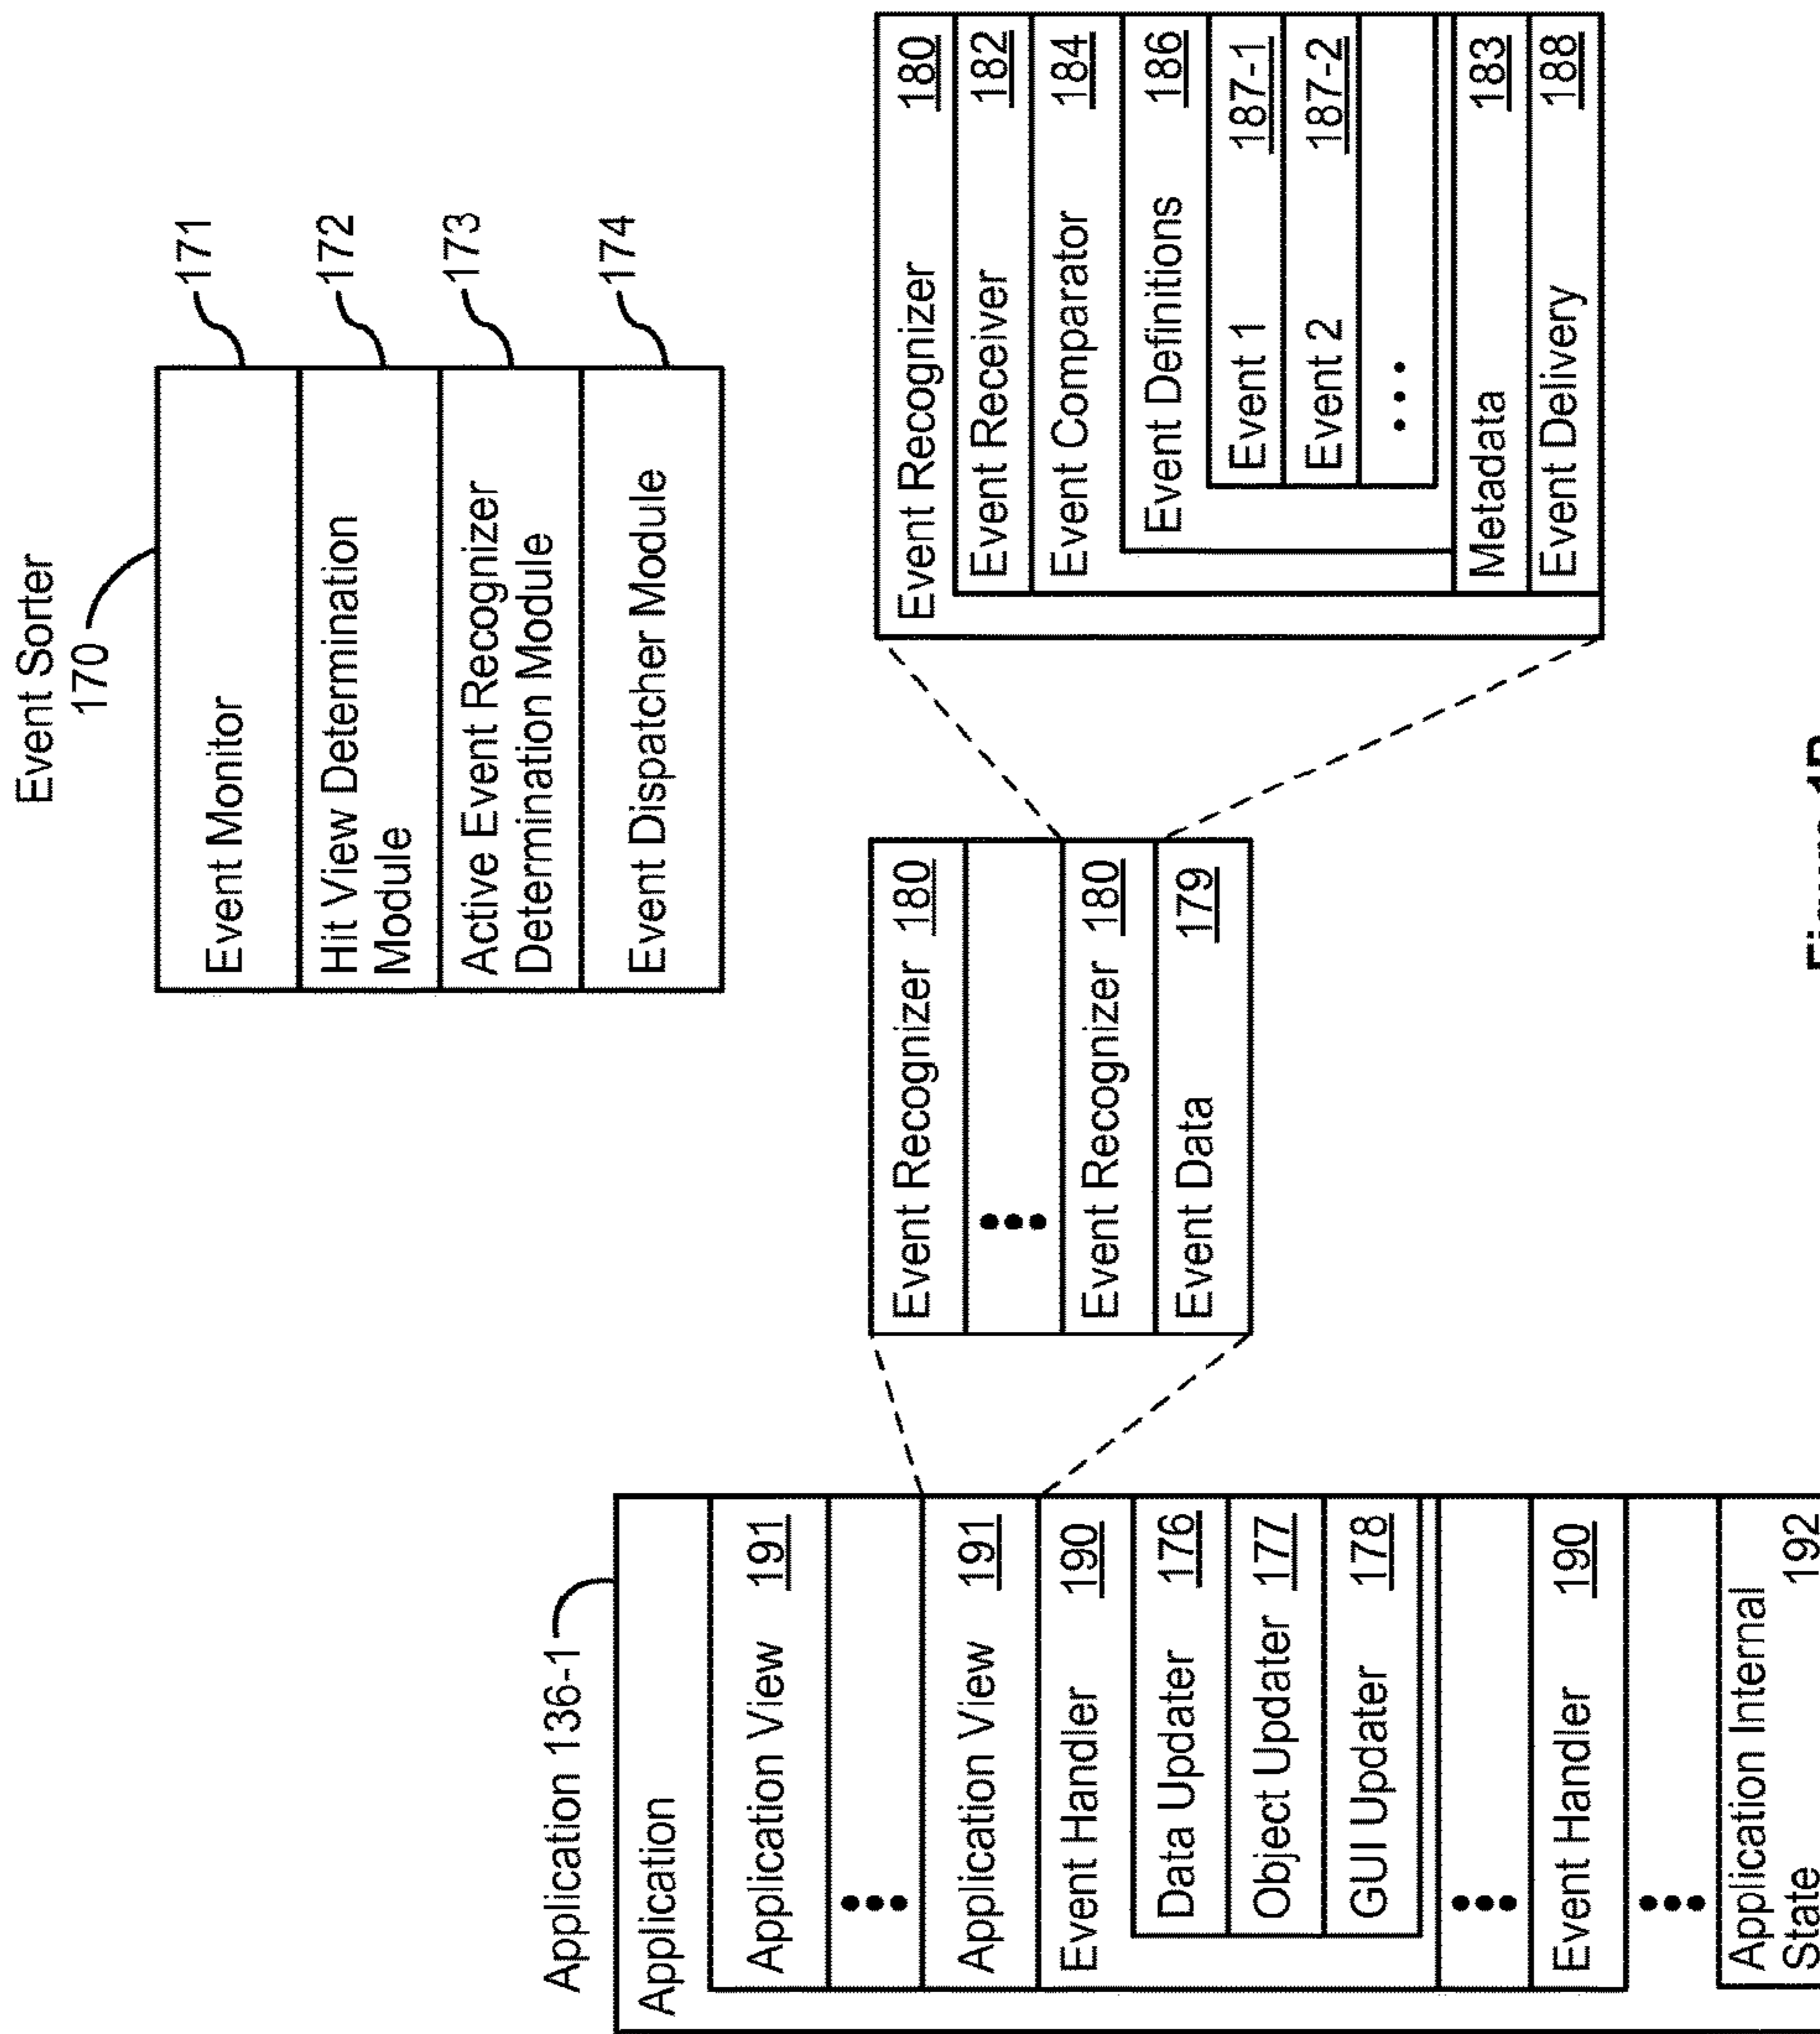 Event Sorter
170
Event Monitor
171
Hit View Determination
Module
172
Active Event Recognizer
Determination Module
173
Event Dispatcher Module
174
Application 136-1
Application
Application View 191
Application View 191
Event Handler 190
Data Updater 176
Object Updater 177
GUI Updater 178
Event Handler 190
Application Internal
State 192
Event Recognizer 180
Event Recognizer 180
Event Data 179
Event Recognizer 180
Event Receiver 182
Event Comparator 184
Event Definitions 186
Event 1 187-1
Event 2 187-2
Metadata 183
Event Delivery 188